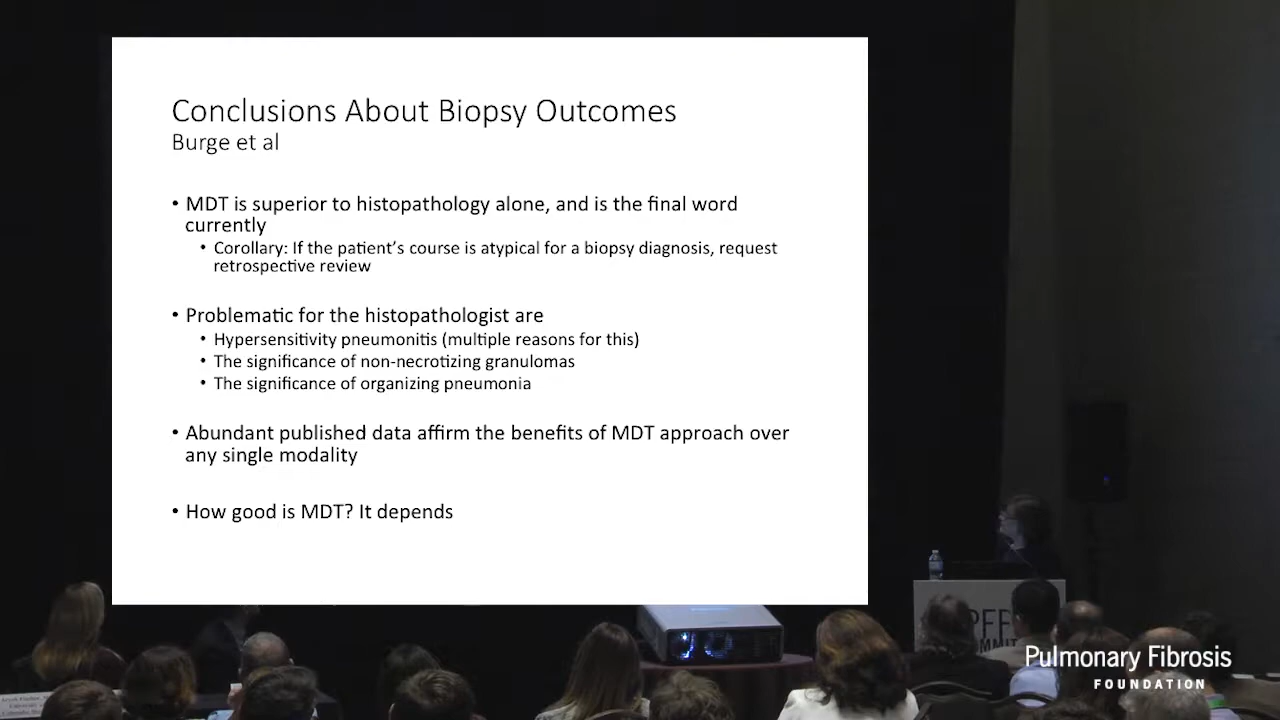 Conclusions About Biopsy Outcomes
Burge et al
• MDT is superior to histopathology alone, and is the final word
currently
• Corollary: If the patient's course is atypical for a biopsy diagnosis, request
retrospective review
• Problematic for the histopathologist are
• Hypersensitivity pneumonitis (multiple reasons for this)
• The significance of non-necrotizing granulomas
• The significance of organizing pneumonia
• Abundant published data affirm the benefits of MDT approach over
any single modality
• How good is MDT? It depends
PFF
Pulmonary Fibrosis
FOUNDATION